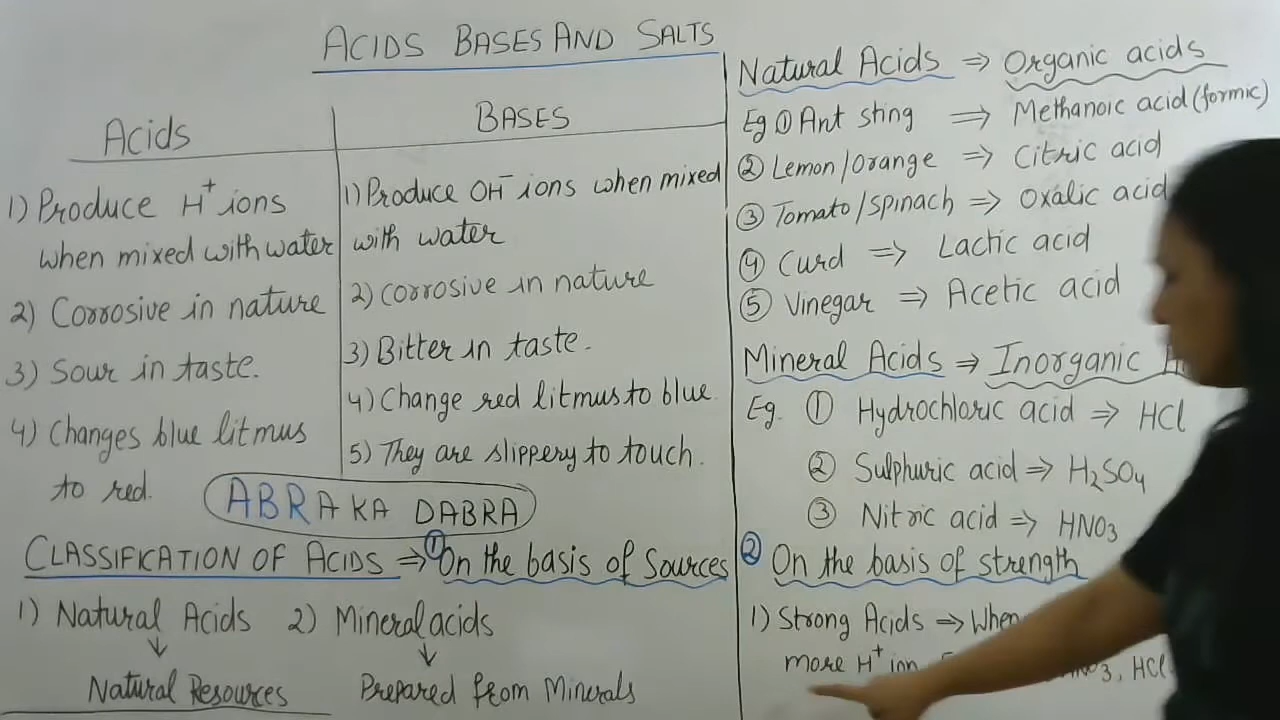 ACIDS BASES AND SALTS
Acids
1) Produce H+ ions
when mixed with water
2) Corrosive in nature
3) Sour in taste.
4) Changes blue litmus
to red.
BASES
1) Produce OH- ions when mixed
with water
2) Corrosive in nature
3) Bitter in taste.
4) Change red litmus to blue.
5) They are slippery to touch.
ABRAKA DABRA
CLASSIFICATION OF ACIDS ⇒ ① On the basis of Sources
1) Natural Acids 2) Mineral acids
↓ ↓
Natural Resources Prepared from Minerals
Natural Acids ⇒ Organic acids
Eg ① Ant sting ⇒ Methanoic acid (formic)
② Lemon/Orange ⇒ Citric acid
③ Tomato/Spinach ⇒ Oxalic acid
④ Curd ⇒ Lactic acid
⑤ Vinegar ⇒ Acetic acid
Mineral Acids ⇒ Inorganic
Eg. ① Hydrochloric acid ⇒ HCl
② Sulphuric acid ⇒ H2SO4
③ Nitric acid ⇒ HNO3
② On the basis of strength
1) Strong Acids ⇒ When
more H+ ion HCl